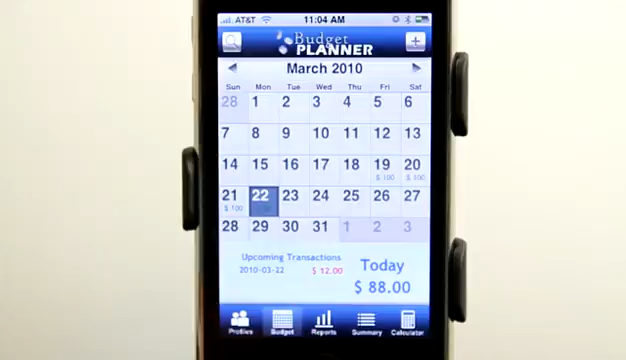 AT&T 11:04 AM
Budget
PLANNER
+
March 2010
Sun Mon Tue Wed Thu Fri Sat
28 1 2 3 4 5 6
7 8 9 10 11 12 13
14 15 16 17 18 19 20
$ 100 $ 100
21 22 23 24 25 26 27
$ 100
28 29 30 31 1 2 3
Upcoming Transactions
2010-03-22 $ 12.00
Today
$ 88.00
Profiles Budget Reports Summary Calculator